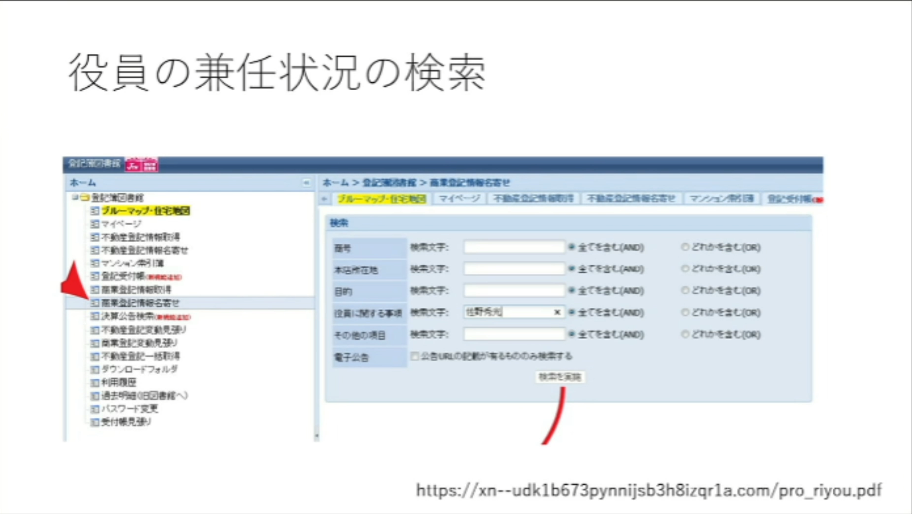 役員の兼任状況の検索
登記簿図書館
ホーム
登記簿図書館
ブルーマップ・住宅地図
マイページ
不動産登記情報取得
不動産登記情報名寄せ
マンション索引簿
登記受付帳(新機能追加)
商業登記情報取得
商業登記情報名寄せ
決算公告検索(新機能追加)
不動産登記変動見張り
商業登記変動見張り
不動産登記一括取得
ダウンロードフォルダ
利用履歴
過去明細(旧図書館へ)
パスワード変更
受付帳見張り
ホーム > 登記簿図書館 > 商業登記情報名寄せ
ブルーマップ・住宅地図 マイページ 不動産登記情報取得 不動産登記情報名寄せ マンション索引簿 登記受付帳
検索
商号 検索文字: 全てを含む(AND) どれかを含む(OR)
本店所在地 検索文字: 全てを含む(AND) どれかを含む(OR)
目的 検索文字: 全てを含む(AND) どれかを含む(OR)
役員に関する事項 検索文字: 佐野秀光 × 全てを含む(AND) どれかを含む(OR)
その他の項目 検索文字: 全てを含む(AND) どれかを含む(OR)
電子公告 公告URLの記載が有るもののみ検索する
検索を実施
https://xn--udk1b673pynnijsb3h8izqr1a.com/pro_riyou.pdf